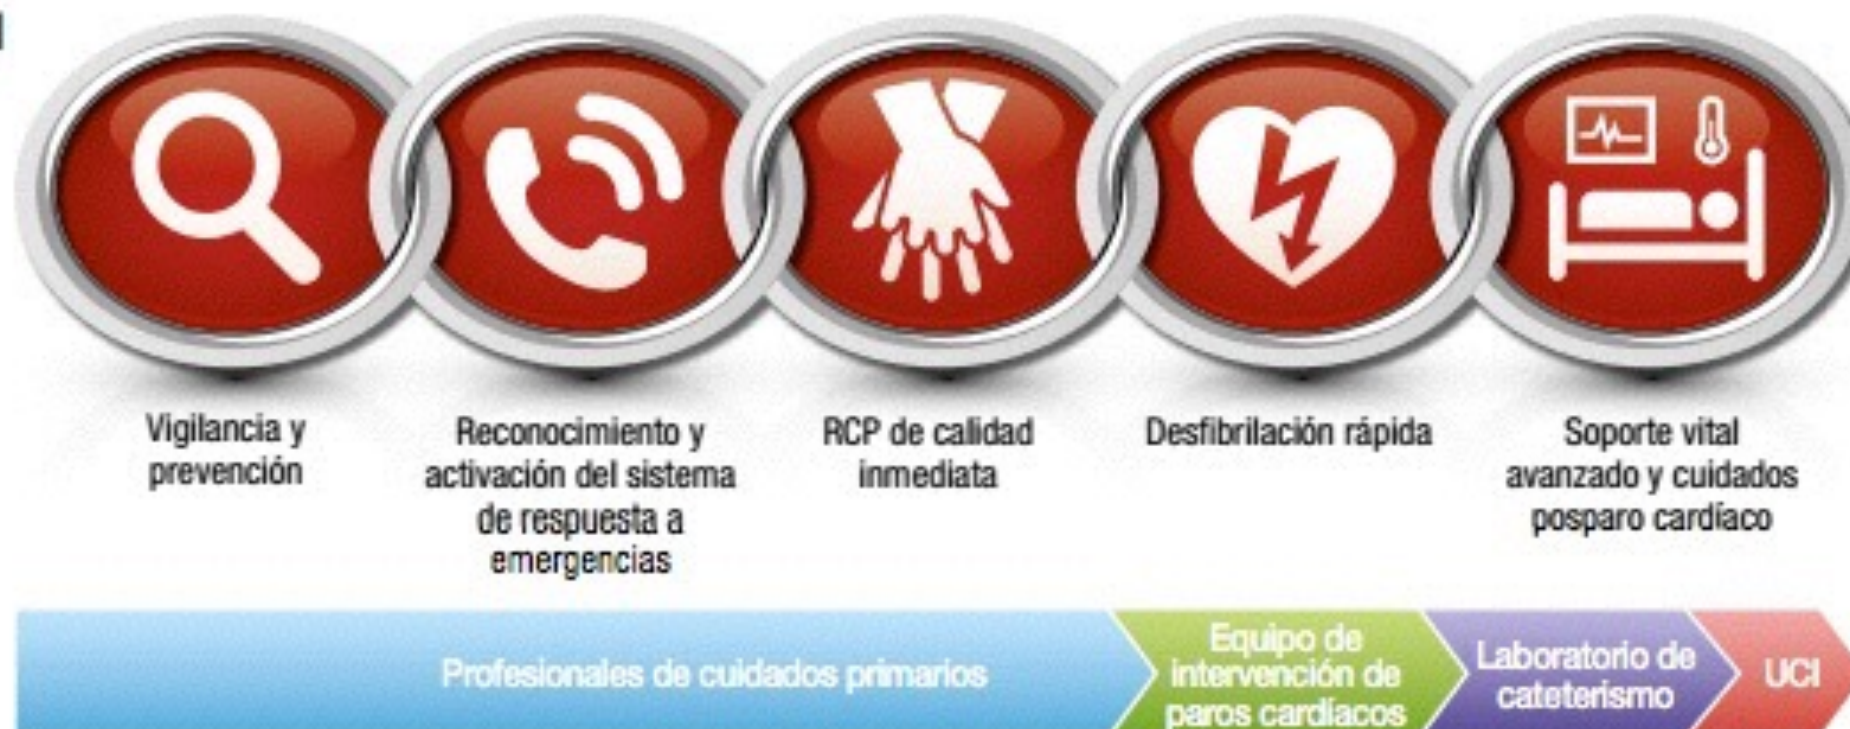 Vigilancia y
prevención
Reconocimiento y
activación del sistema
de respuesta a
emergencias
RCP de calidad
inmediata
Desfibrilación rápida
Soporte vital
avanzado y cuidados
posparo cardíaco
Profesionales de cuidados primarios
Equipo de
intervención de
paros cardíacos
Laboratorio de
cateterismo
UCI